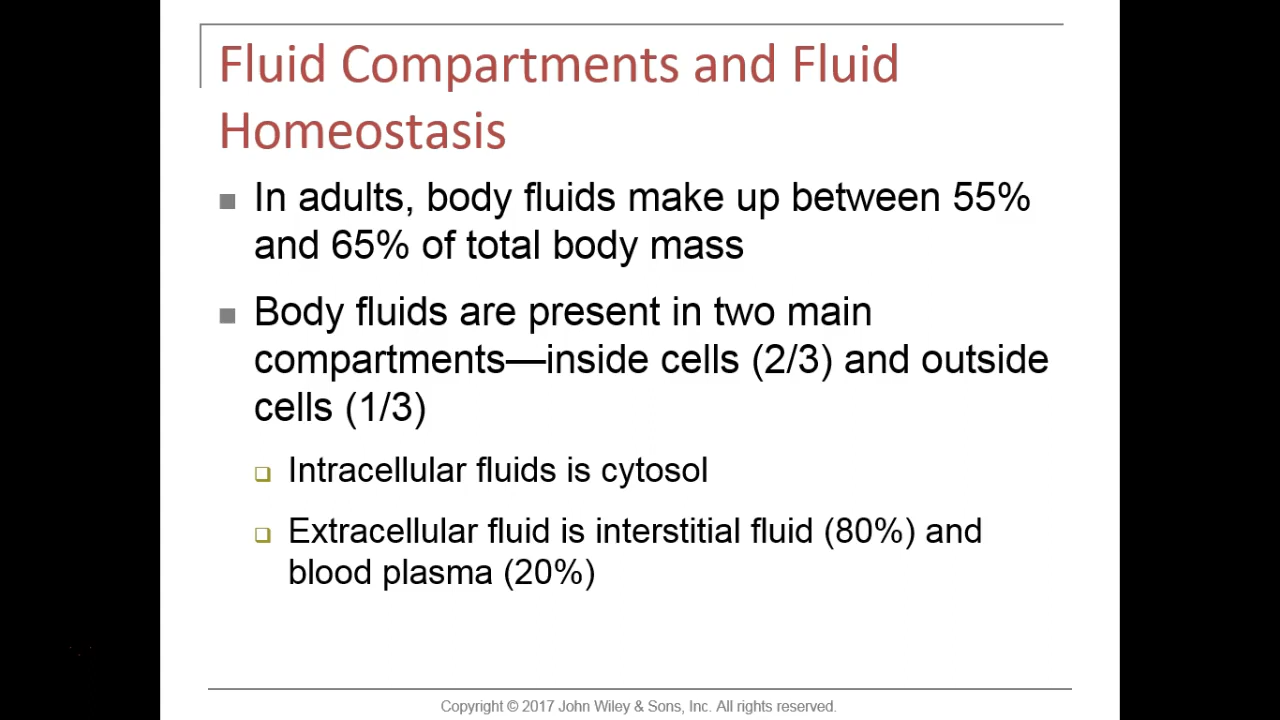 Fluid Compartments and Fluid
Homeostasis
In adults, body fluids make up between 55%
and 65% of total body mass
Body fluids are present in two main
compartments—inside cells (2/3) and outside
cells (1/3)
Intracellular fluids is cytosol
Extracellular fluid is interstitial fluid (80%) and
blood plasma (20%)
Copyright © 2017 John Wiley & Sons, Inc. All rights reserved.